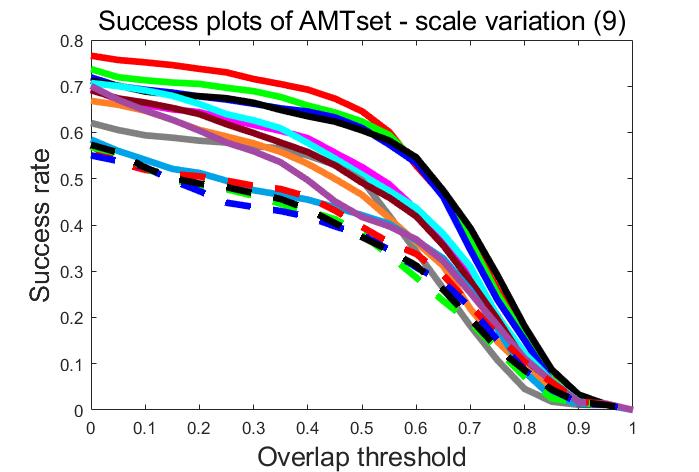 Success plots of AMTset - scale variation (9)
0.8
0.7
0.6
0.5
0.4
0.3
0.2
0.1
0
Success rate
0 0.1 0.2 0.3 0.4 0.5 0.6 0.7 0.8 0.9 1
Overlap threshold